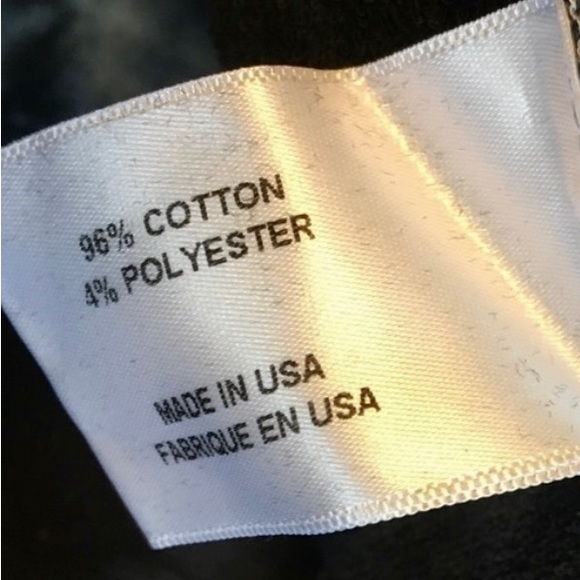 96% COTTON
4% POLYESTER
MADE IN USA
FABRIQUE EN USA